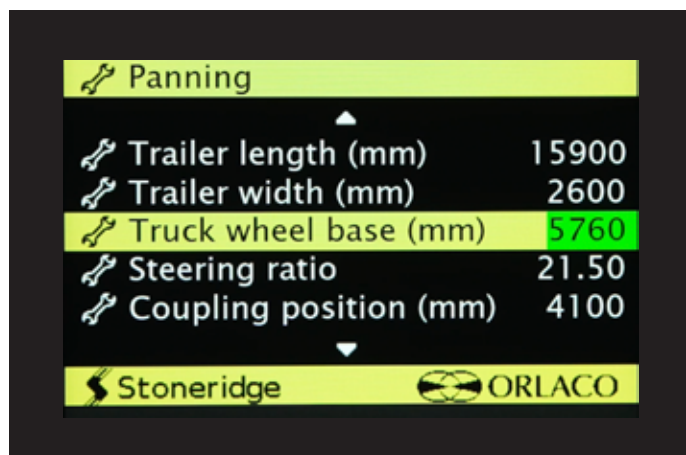 Panning
Trailer length (mm) 15900
Trailer width (mm) 2600
Truck wheel base (mm) 5760
Steering ratio 21.50
Coupling position (mm) 4100
Stoneridge ORLACO